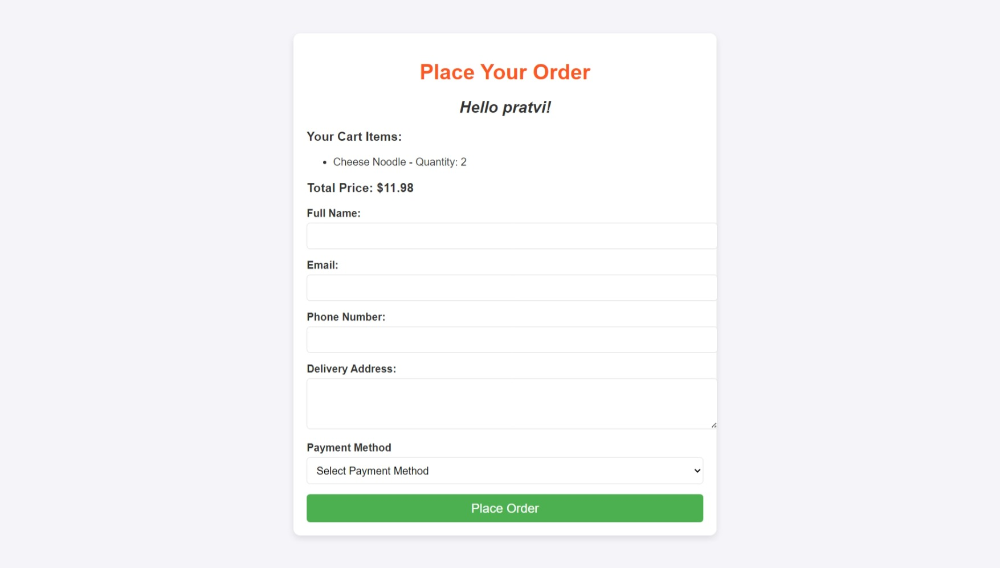 Place Your Order
Hello pratvi!
Your Cart Items:
• Cheese Noodle - Quantity: 2
Total Price: $11.98
Full Name:
Email:
Phone Number:
Delivery Address:
Payment Method
Select Payment Method
Place Order